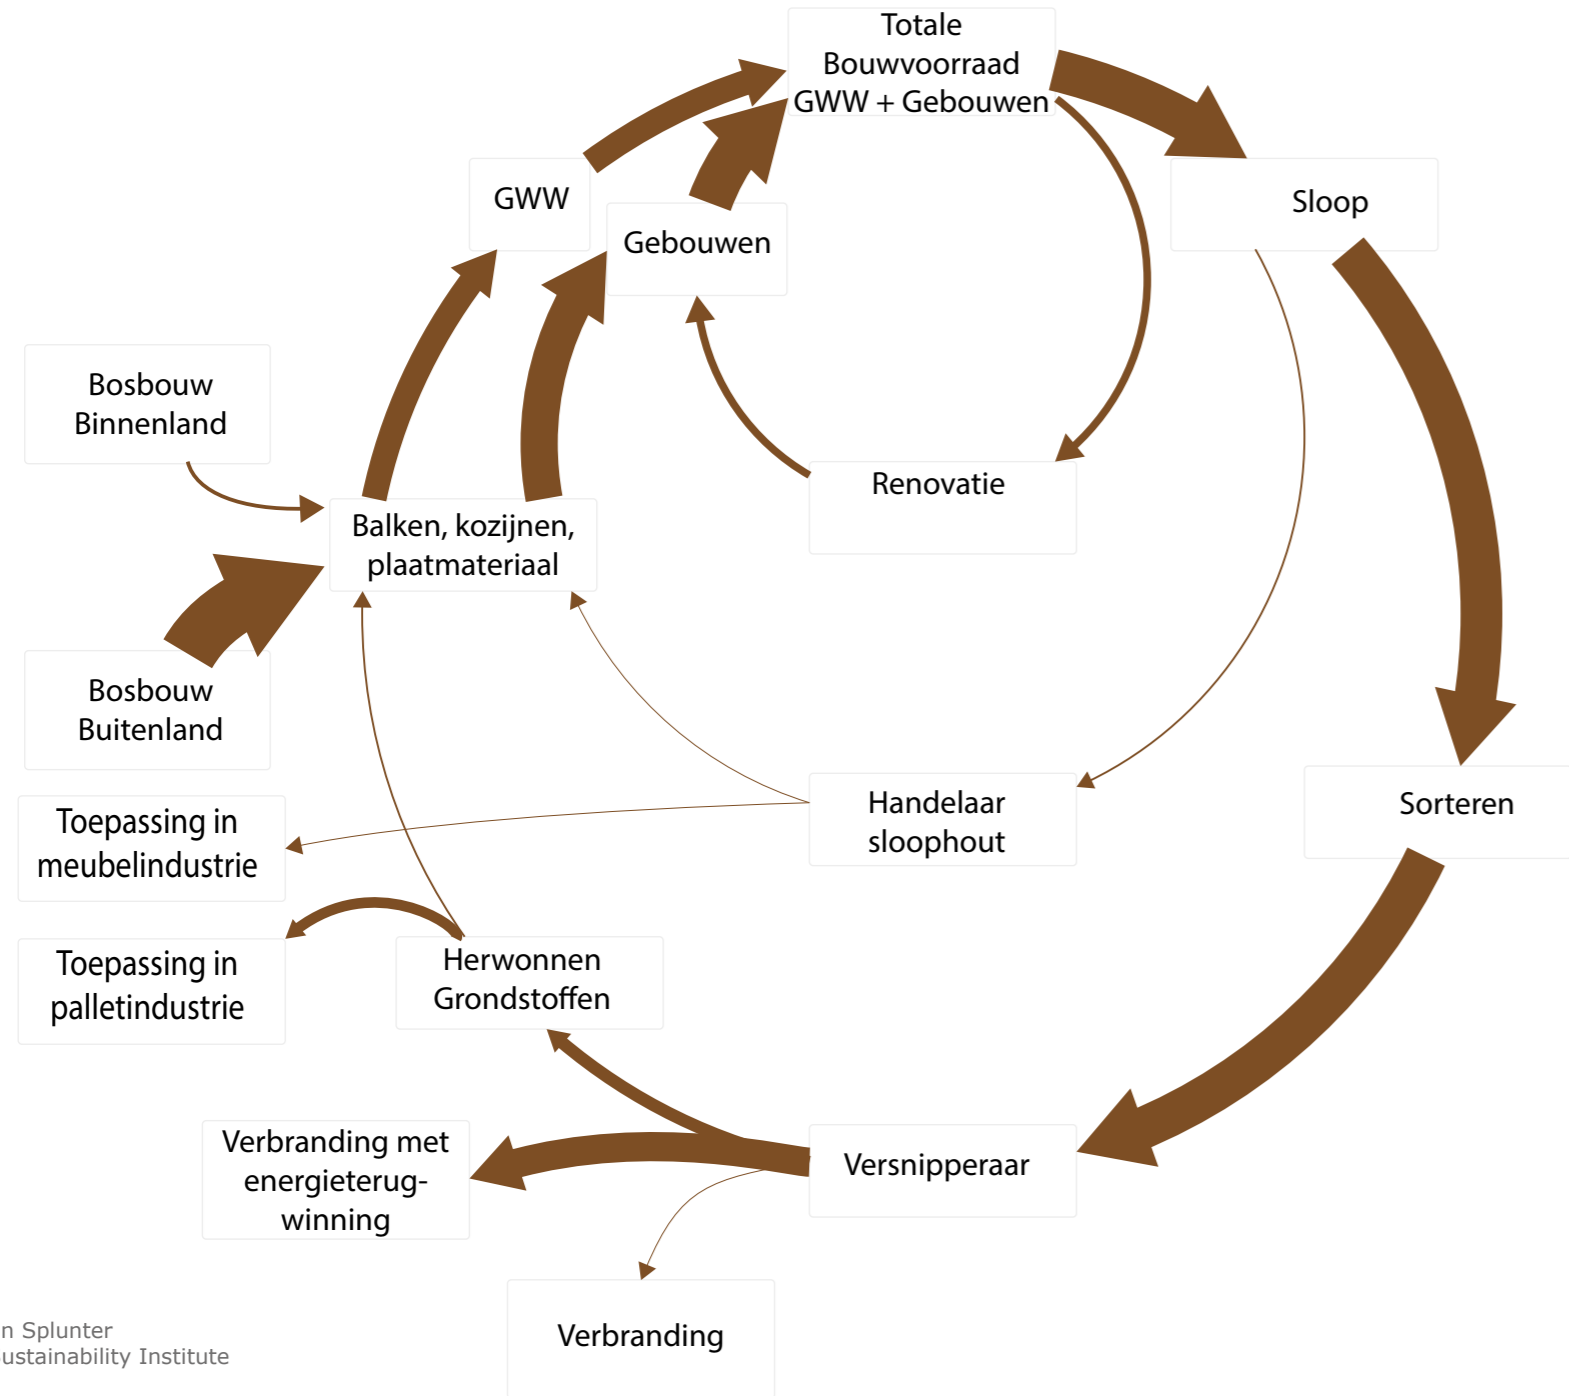 Totale
Bouwvoorraad
GWW + Gebouwen
GWW
Sloop
Gebouwen
Bosbouw
Binnenland
Renovatie
Balken, kozijnen,
plaatmateriaal
Bosbouw
Buitenland
Handelaar
sloophout
Sorteren
Toepassing in
meubelindustrie
Toepassing in
palletindustrie
Herwonnen
Grondstoffen
Verbranding met
energieterug-
winning
Versnipperaar
Verbranding
n Splunter
ustainability Institute